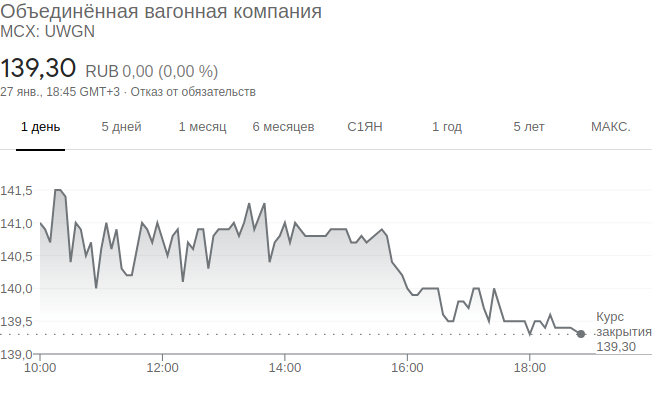 Объединённая вагонная компания
MCX: UWGN
139,30 RUB 0,00 (0,00 %)
27 янв., 18:45 GMT+3 · Отказ от обязательств
1 день 5 дней 1 месяц 6 месяцев С1ЯН 1 год 5 лет МАКС.
141,5
141,0
140,5
140,0
139,5
139,0
Курс
закрытия
139,30
10:00 12:00 14:00 16:00 18:00